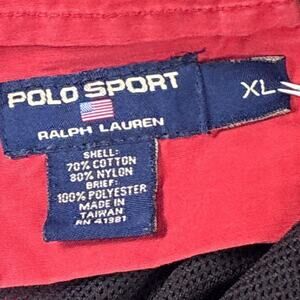 POLO SPORT
XL
RALPH LAUREN
SHELL:
70% COTTON
30% NYLON
BRIEF:
100% POLYESTER
MADE IN
TAIWAN
RN 41381